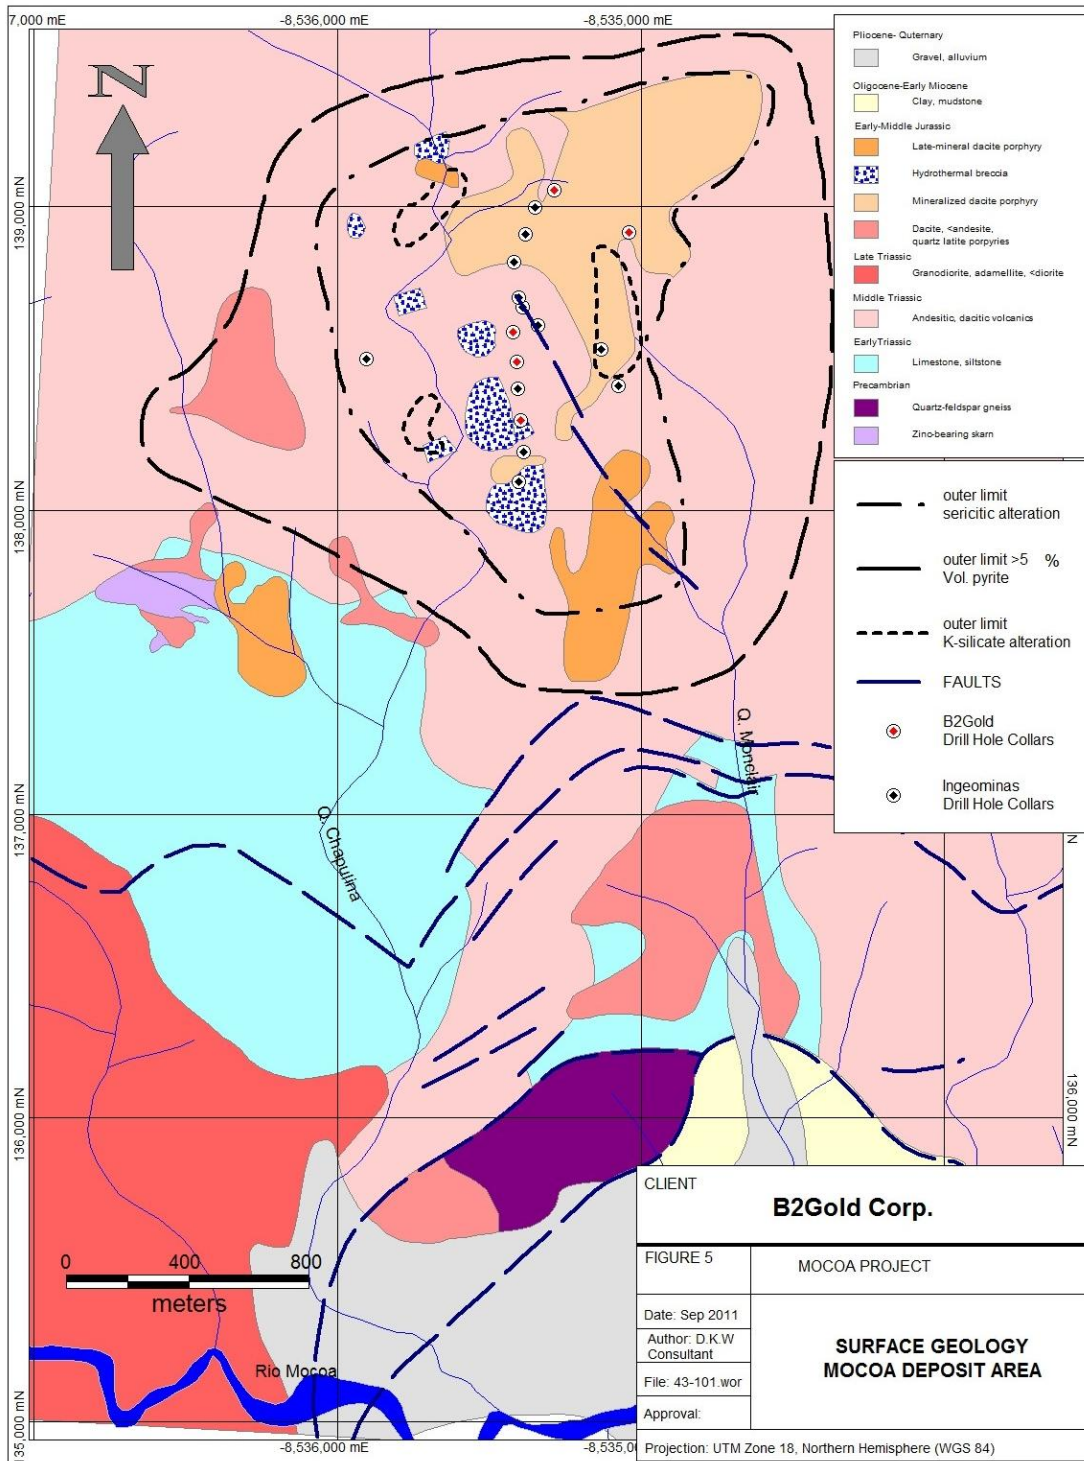 7,000 mE
-8,536,000 mE
-8,535,000 mE
N
139,000 mN
138,000 mN
137,000 mN
136,000 mN
135,000 mN
Pliocene- Quternary
Gravel, alluvium
Oligocene-Early Miocene
Clay, mudstone
Early-Middle Jurassic
Late-mineral dacite porphyry
Hydrothermal breccia
Mineralized dacite porphyry
Dacite, <andesite,
quartz latite porpyries
Late Triassic
Granodiorite, adamellite, <diorite
Middle Triassic
Andesitic, dacitic volcanics
EarlyTriassic
Limestone, siltstone
Precambrian
Quartz-feldspar gneiss
Zino-bearing skarn
outer limit
sericitic alteration
outer limit >5 %
Vol. pyrite
outer limit
K-silicate alteration
FAULTS
B2Gold
Drill Hole Collars
Ingeominas
Drill Hole Collars
N
136,000 mN
Q. Monclair
Q. Chapulina
0 400 800
meters
Rio Mocoa
-8,536,000 mE
-8,535,0
CLIENT
B2Gold Corp.
FIGURE 5
MOCOA PROJECT
Date: Sep 2011
Author: D.K.W
Consultant
File: 43-101.wor
Approval:
SURFACE GEOLOGY
MOCOA DEPOSIT AREA
Projection: UTM Zone 18, Northern Hemisphere (WGS 84)